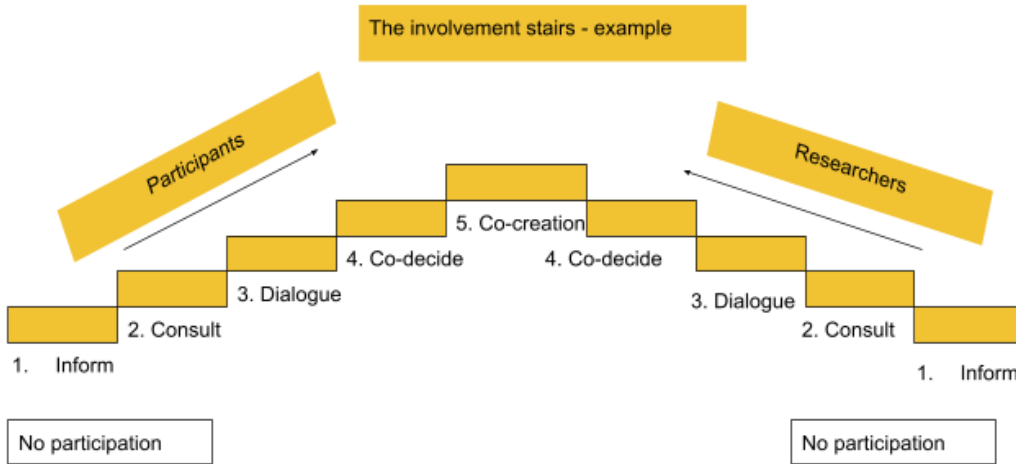 The involvement stairs - example
Participants
Researchers
5. Co-creation
4. Co-decide
4. Co-decide
3. Dialogue
3. Dialogue
2. Consult
2. Consult
1. Inform
1. Inform
No participation
No participation